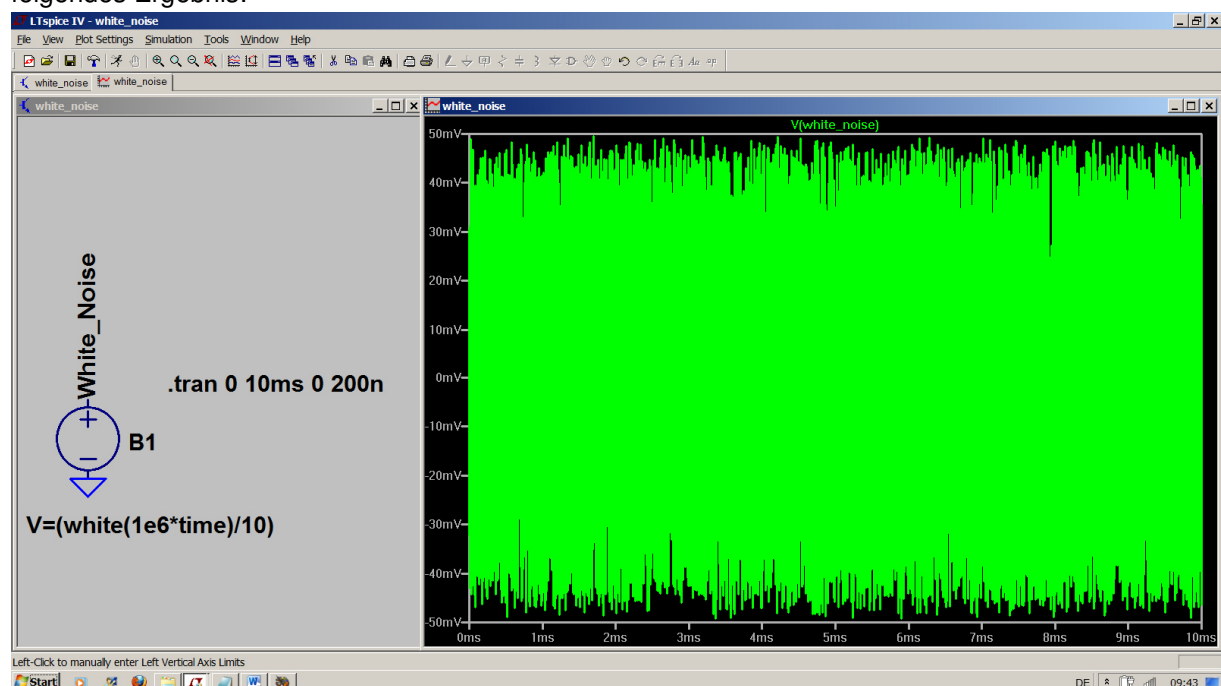 folgendes Ergebnis:
LTspice IV - white_noise
File View Plot Settings Simulation Tools Window Help
white_noise white_noise
white_noise
white_noise
V(white_noise)
50mV
40mV
30mV
20mV
10mV
0mV
-10mV
-20mV
-30mV
-40mV
-50mV
0ms 1ms 2ms 3ms 4ms 5ms 6ms 7ms 8ms 9ms 10ms
White_Noise
.tran 0 10ms 0 200n
B1
V=(white(1e6*time)/10)
Left-Click to manually enter Left Vertical Axis Limits
Start DE 09:43